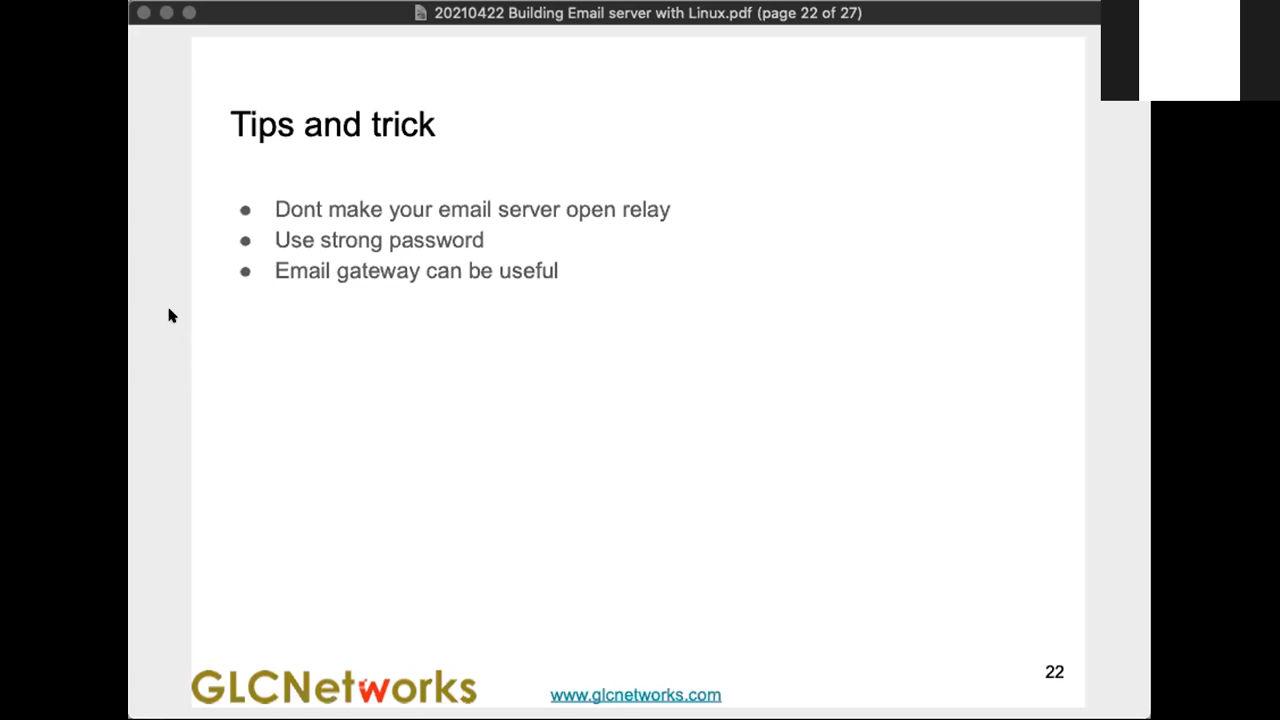 20210422 Building Email server with Linux.pdf (page 22 of 27)
Tips and trick
● Dont make your email server open relay
● Use strong password
● Email gateway can be useful
22
GLCNetworks
www.glcnetworks.com